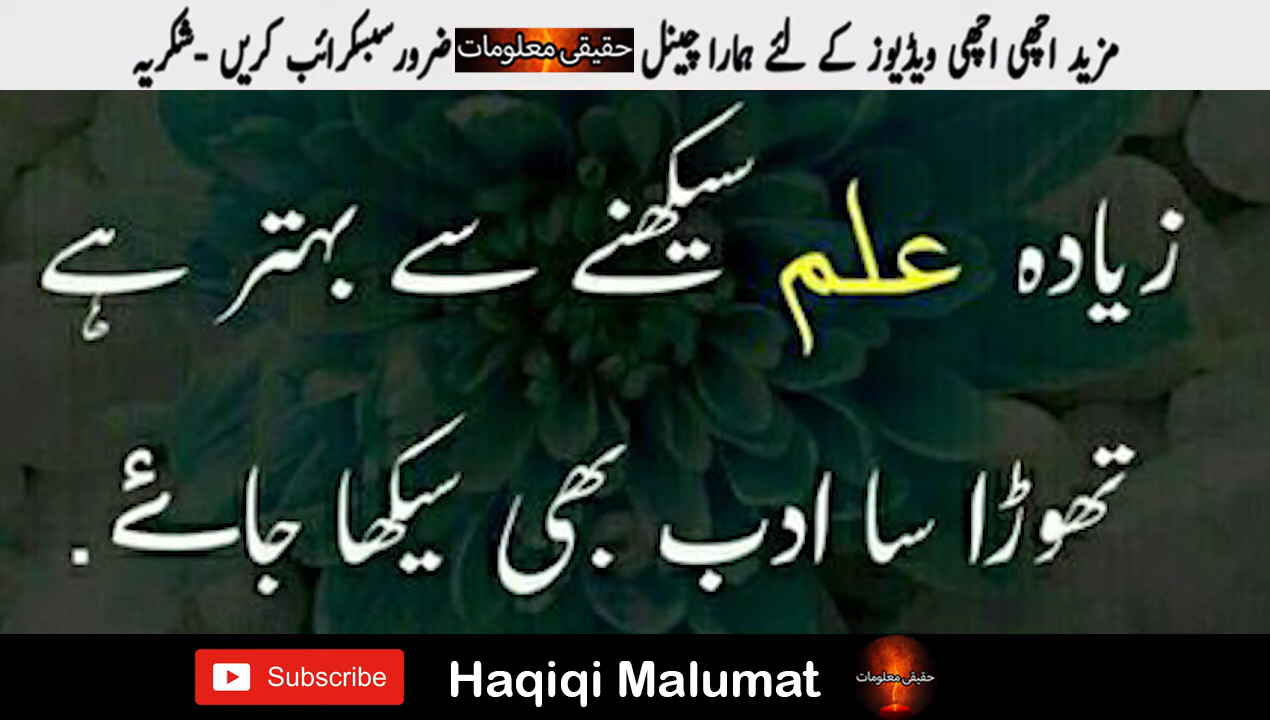 مزید اچھی اچھی ویڈیوز کے لئے ہمارا چینل حقیقی معلومات ضرور سبسکرائب کریں - شکریہ
زیادہ علم سیکھنے سے بہتر ہے
تھوڑا سا ادب بھی سیکھا جائے .
Subscribe Haqiqi Malumat حقیقی معلومات